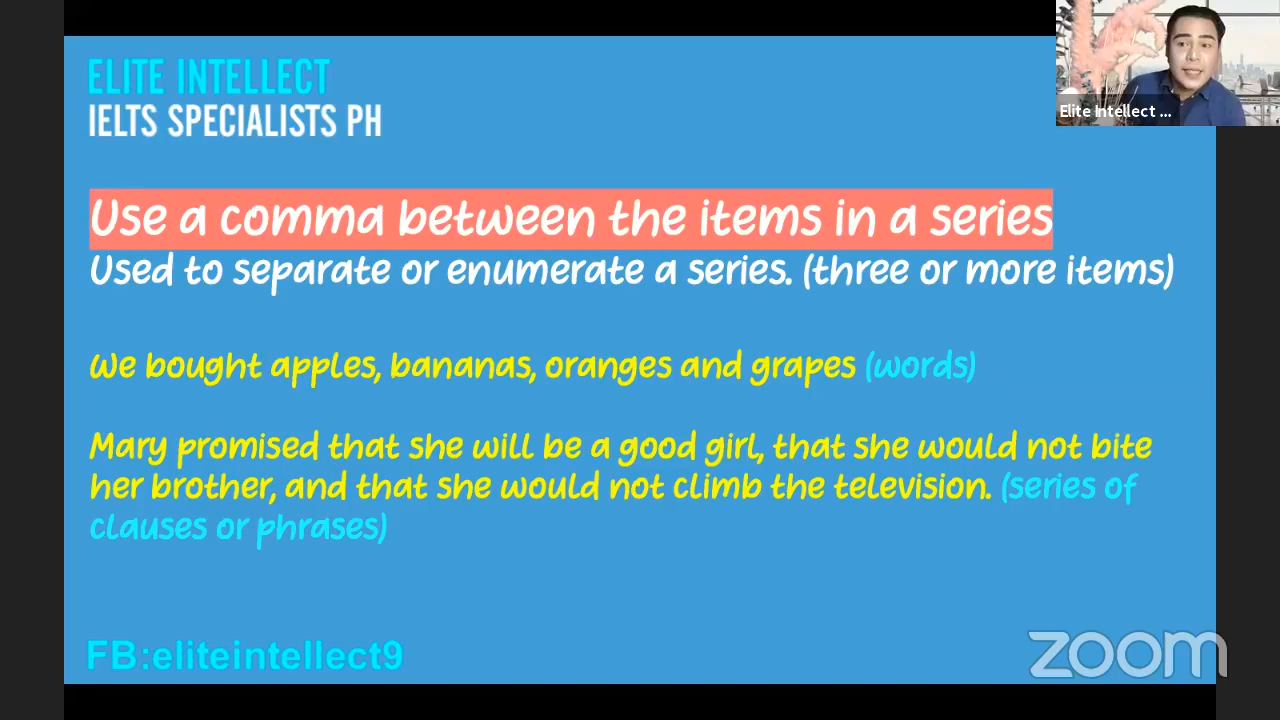 ELITE INTELLECT
IELTS SPECIALISTS PH
Elite Intellect ...
Use a comma between the items in a series
Used to separate or enumerate a series. (three or more items)
We bought apples, bananas, oranges and grapes (words)
Mary promised that she will be a good girl, that she would not bite
her brother, and that she would not climb the television. (series of
clauses or phrases)
FB:eliteintellect9
zoom